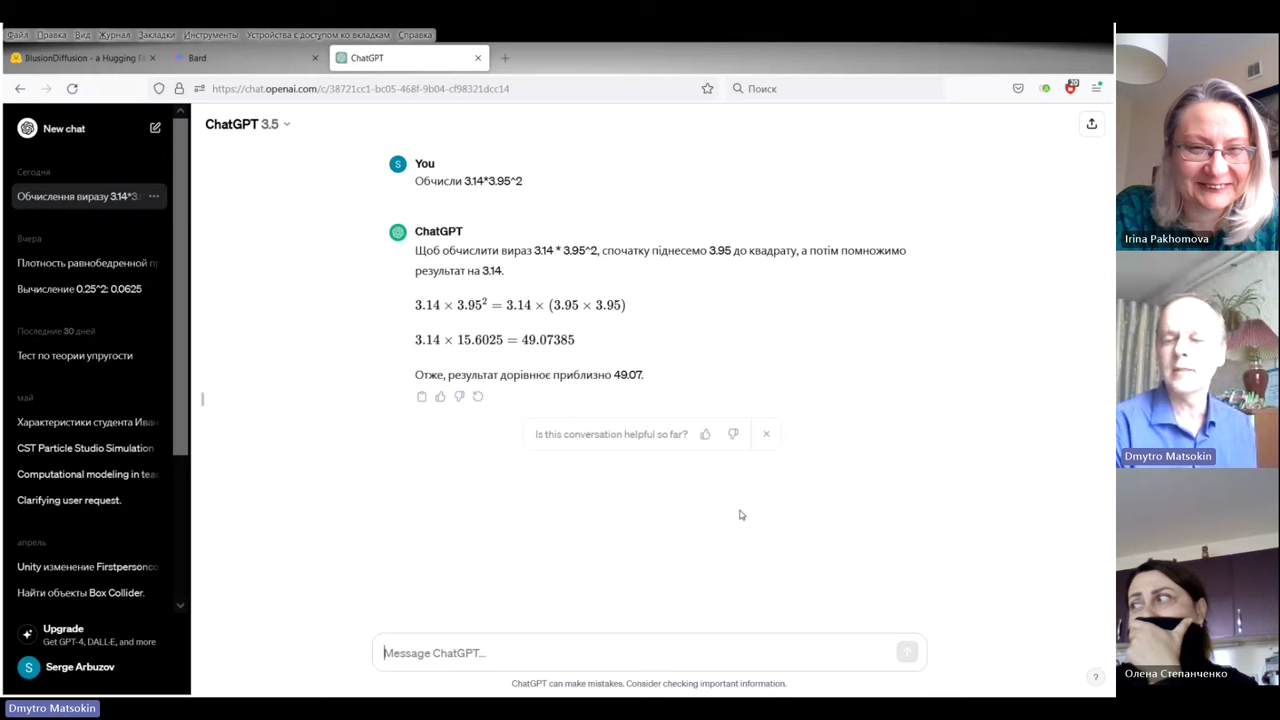 Файл Правка Вид Журнал Закладки Инструменты Устройства с доступом ко вкладкам Справка
IllusionDiffusion - a Hugging F
Bard
ChatGPT
https://chat.openai.com/c/38721cc1-bc05-468f-9b04-cf98321dcc14
Поиск
20
New chat
ChatGPT 3.5
Сегодня
Обчислення виразу 3.14*3.
Вчера
Плотность равнобедренной п
Вычисление 0.25^2: 0.0625
Последние 30 дней
Тест по теории упругости
май
Характеристики студента Иван
CST Particle Studio Simulation
Computational modeling in tea
Clarifying user request.
апрель
Unity изменение Firstpersonco
Найти объекты Box Collider.
Upgrade
Get GPT-4, DALL·E, and more
S
Serge Arbuzov
S
You
Обчисли 3.14*3.95^2
ChatGPT
Щоб обчислити вираз 3.14 * 3.95^2, спочатку піднесемо 3.95 до квадрату, а потім помножимо
результат на 3.14.
3.14 × 3.95² = 3.14 × (3.95 × 3.95)
3.14 × 15.6025 = 49.07385
Отже, результат дорівнює приблизно 49.07.
Is this conversation helpful so far?
Message ChatGPT...
ChatGPT can make mistakes. Consider checking important information.
?
Irina Pakhomova
Dmytro Matsokin
Олена Степанченко
Dmytro Matsokin